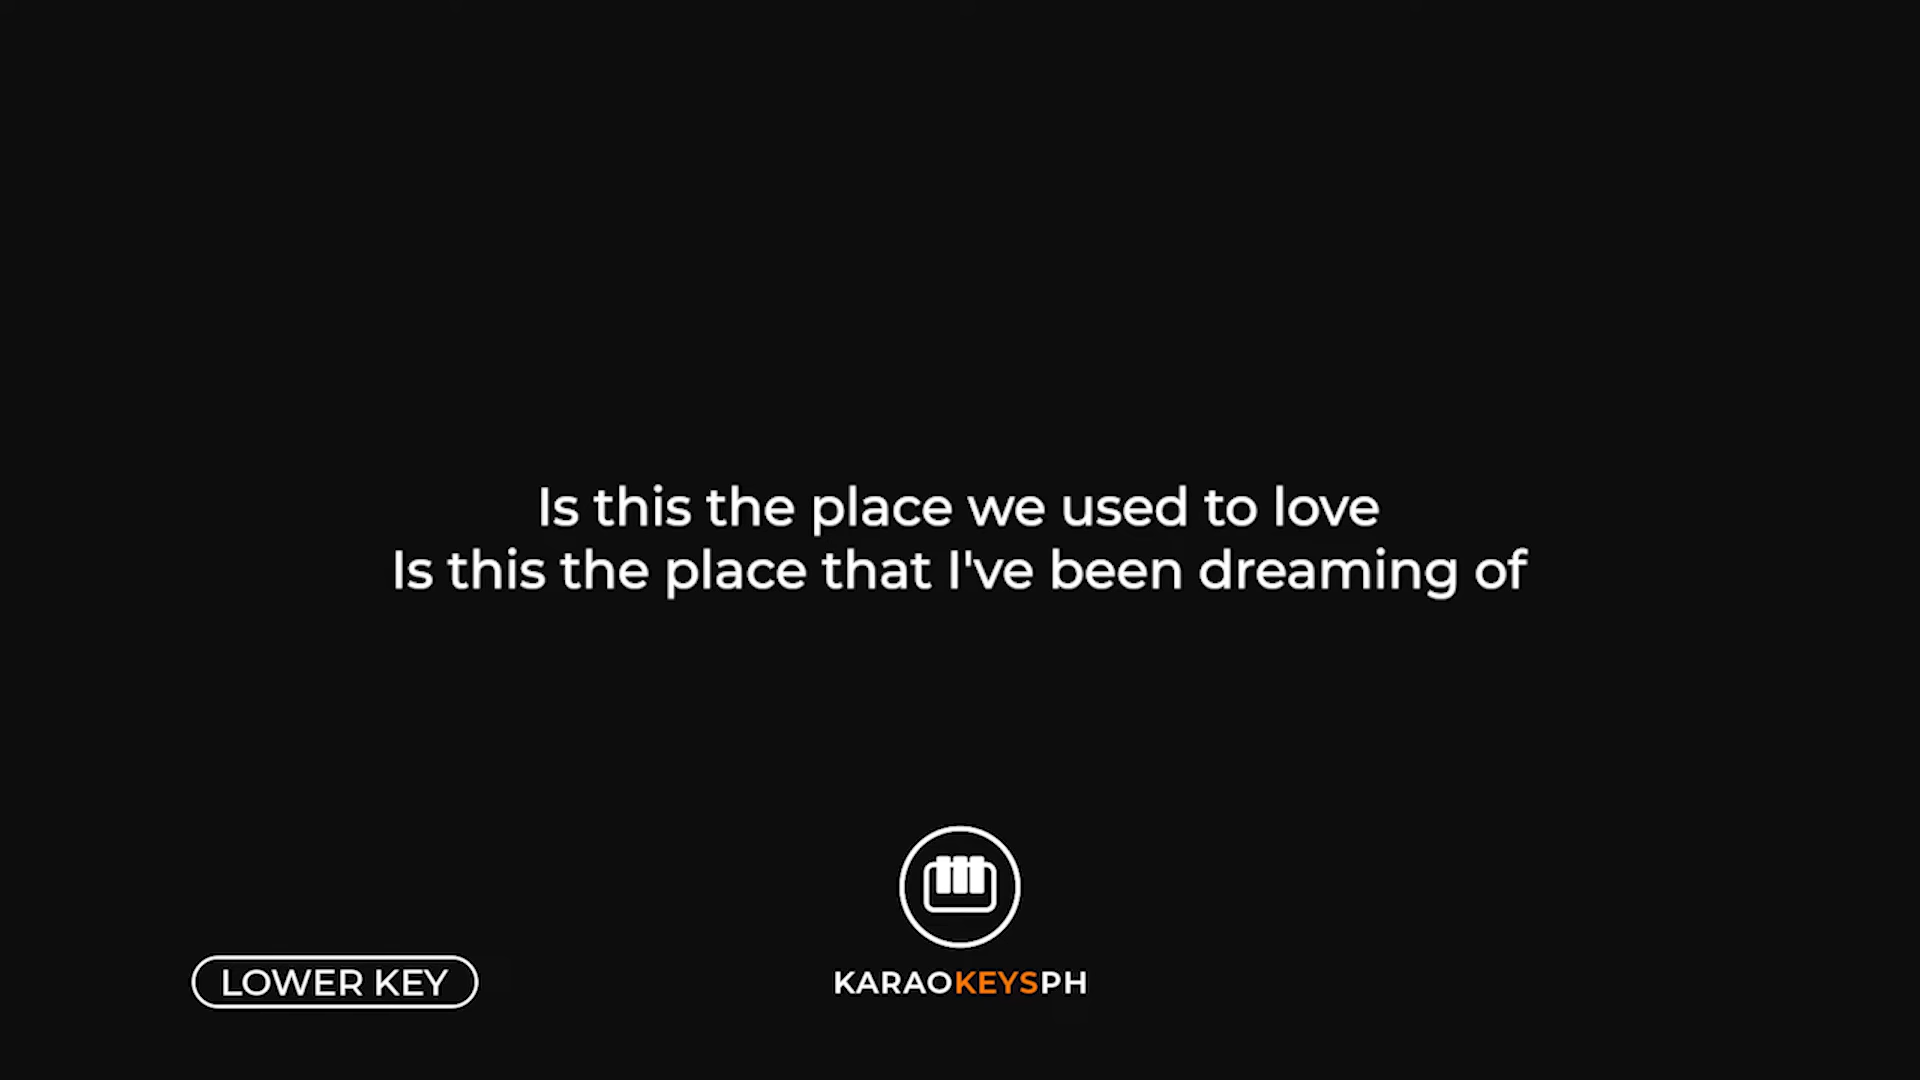 Is this the place we used to love
Is this the place that I've been dreaming of
LOWER KEY
KARAOKEYSPH